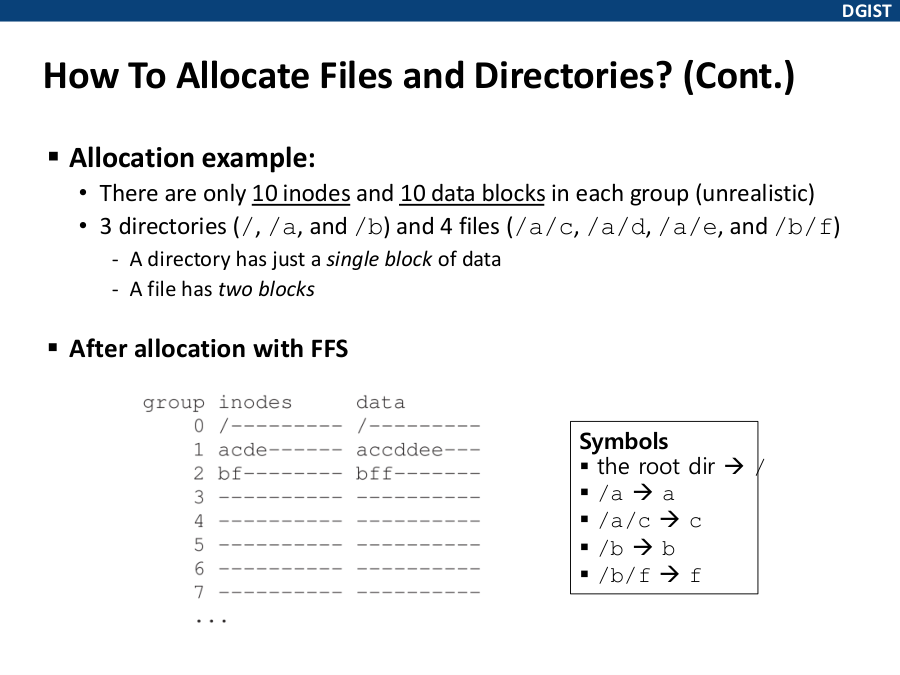 DGIST
How To Allocate Files and Directories? (Cont.)
▪ Allocation example:
• There are only 10 inodes and 10 data blocks in each group (unrealistic)
• 3 directories (/, /a, and /b) and 4 files (/a/c, /a/d, /a/e, and /b/f)
- A directory has just a single block of data
- A file has two blocks
▪ After allocation with FFS
group inodes     data
    0 /--------- /---------
    1 acde------ accddee---
    2 bf-------- bff-------
    3 ---------- ----------
    4 ---------- ----------
    5 ---------- ----------
    6 ---------- ----------
    7 ---------- ----------
    ...
Symbols
▪ the root dir → /
▪ /a → a
▪ /a/c → c
▪ /b → b
▪ /b/f → f